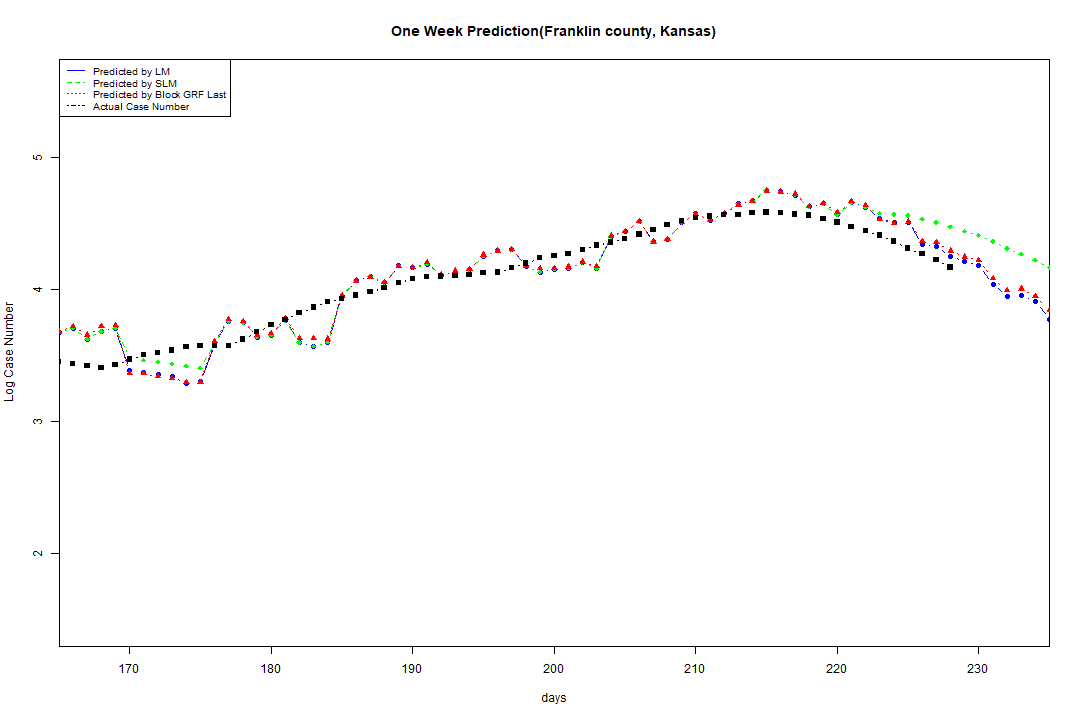 One Week Prediction(Franklin county, Kansas)
Predicted by LM
Predicted by SLM
Predicted by Block GRF Last
Actual Case Number
5
4
3
2
Log Case Number
170 180 190 200 210 220 230
days